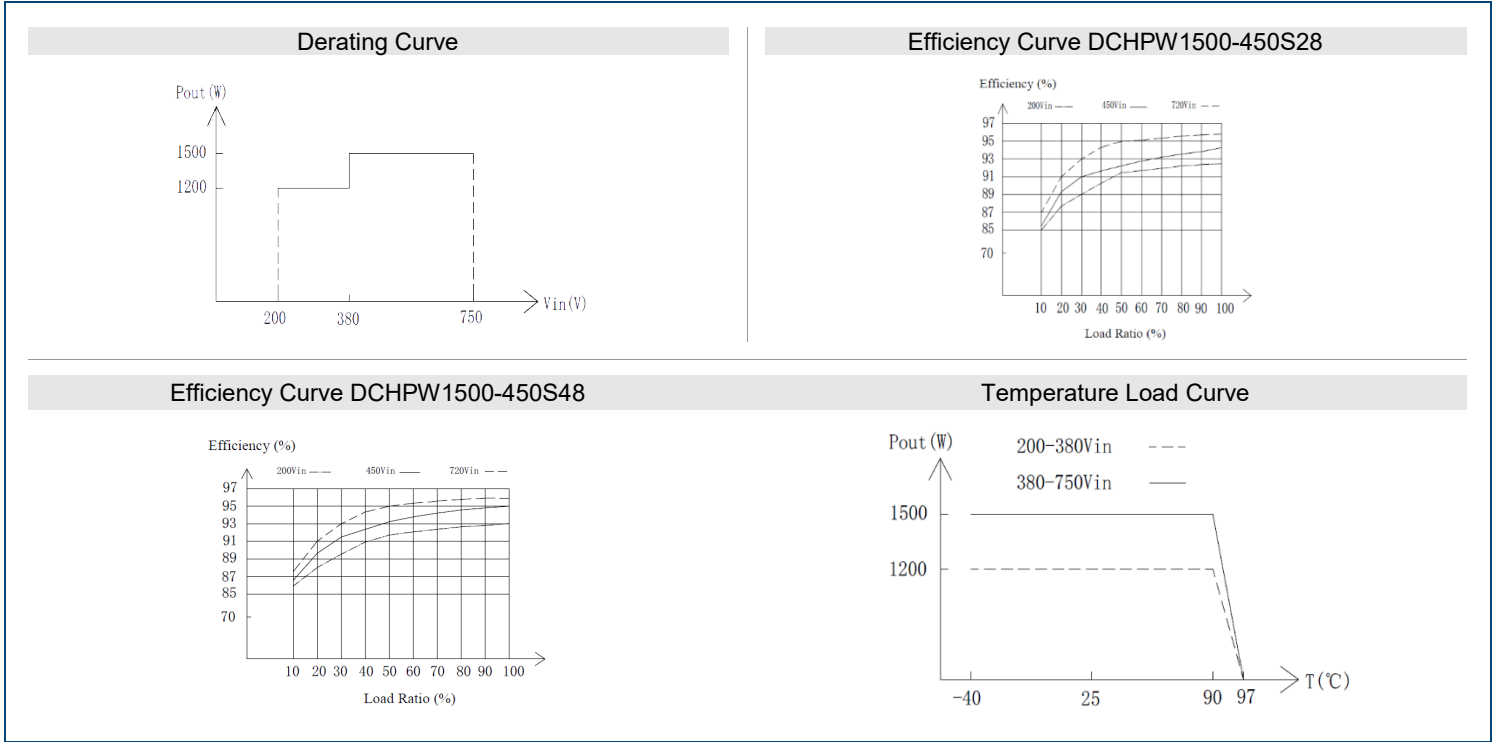 Derating Curve
Pout(W)
1500
1200
200 380 750
Vin(V)
Efficiency Curve DCHPW1500-450S28
Efficiency (%)
200Vin 450Vin 720Vin
97
95
93
91
89
87
85
70
10 20 30 40 50 60 70 80 90 100
Load Ratio (%)
Efficiency Curve DCHPW1500-450S48
Efficiency (%)
200Vin 450Vin 720Vin
97
95
93
91
89
87
85
70
10 20 30 40 50 60 70 80 90 100
Load Ratio (%)
Temperature Load Curve
Pout(W)
200-380Vin
380-750Vin
1500
1200
-40 25 90 97
T(℃)